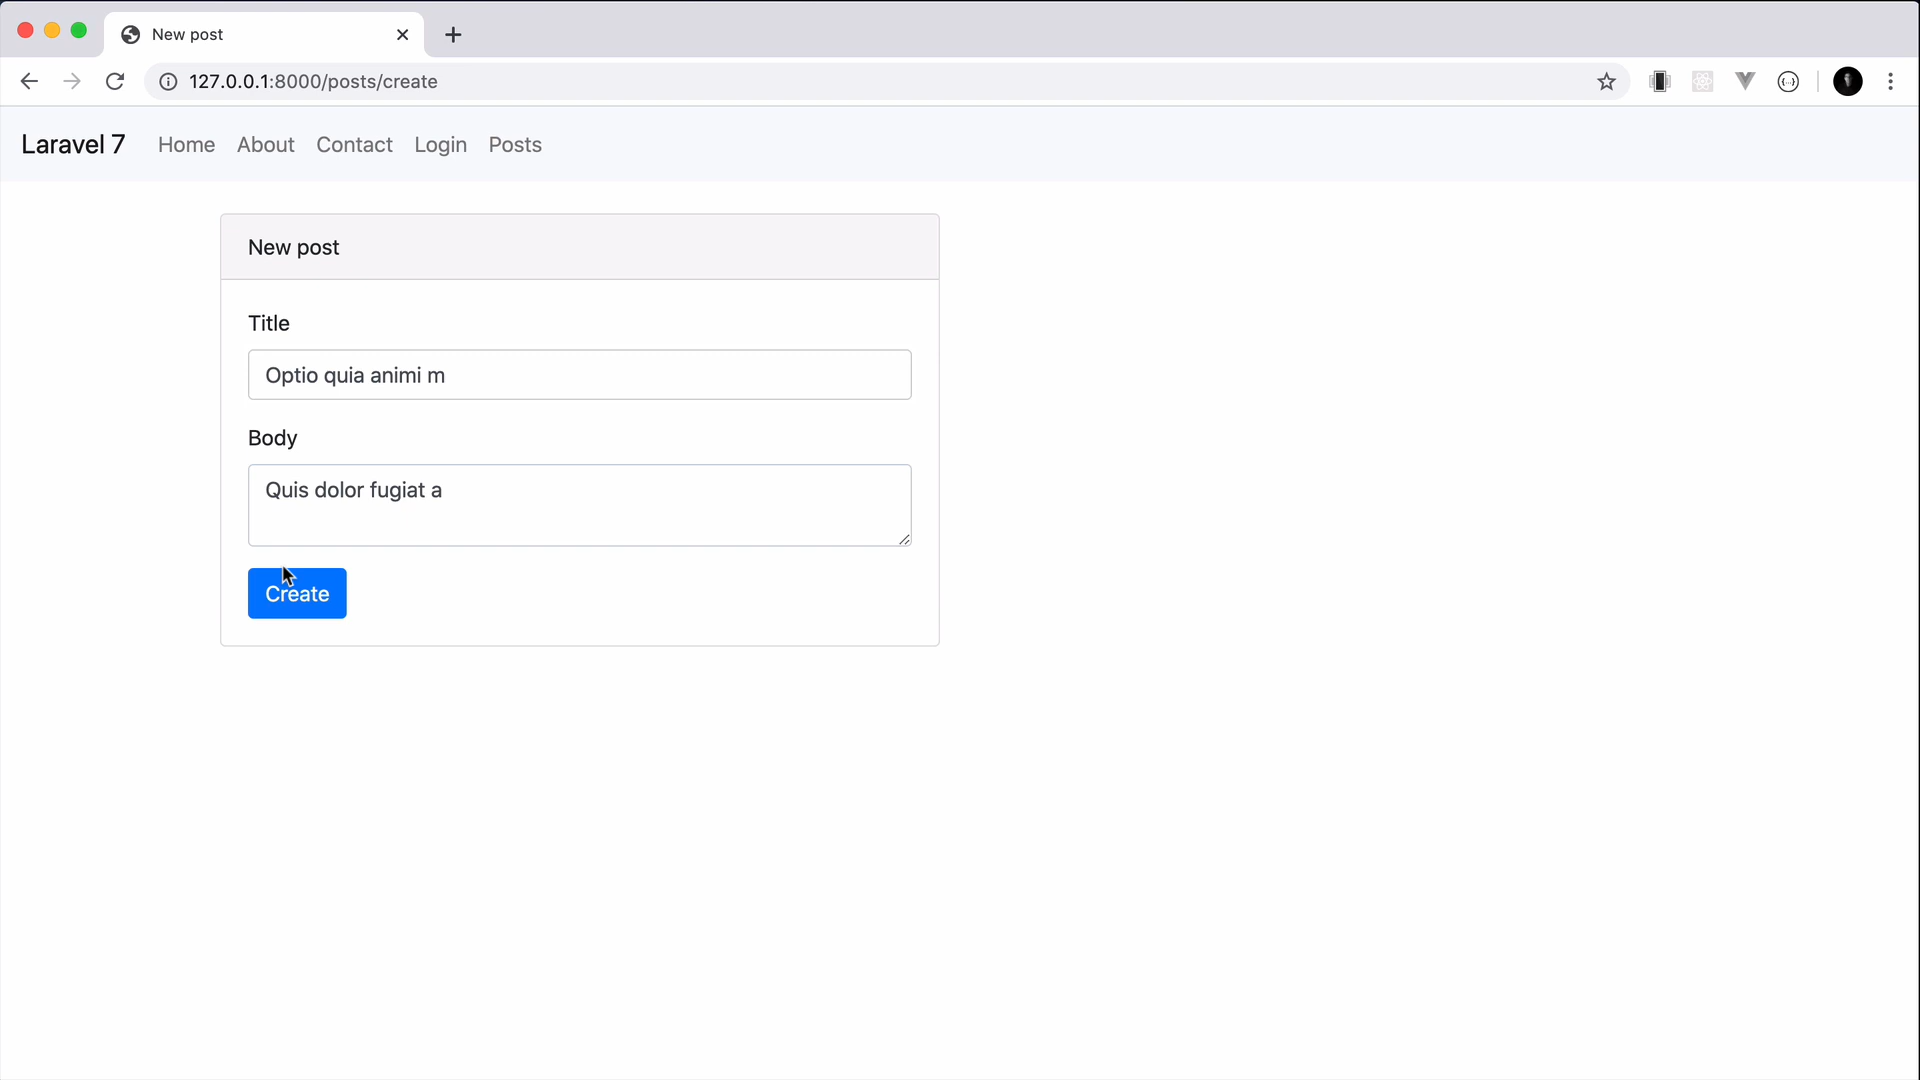 New post
127.0.0.1:8000/posts/create
Laravel 7 Home About Contact Login Posts
New post
Title
Optio quia animi m
Body
Quis dolor fugiat a
Create